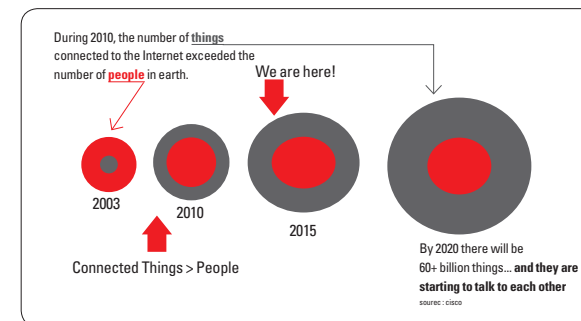 During 2010, the number of things
connected to the Internet exceeded the
number of people in earth.
We are here!
2003
2010
2015
Connected Things > People
By 2020 there will be
60+ billion things... and they are
starting to talk to each other
sourec : cisco